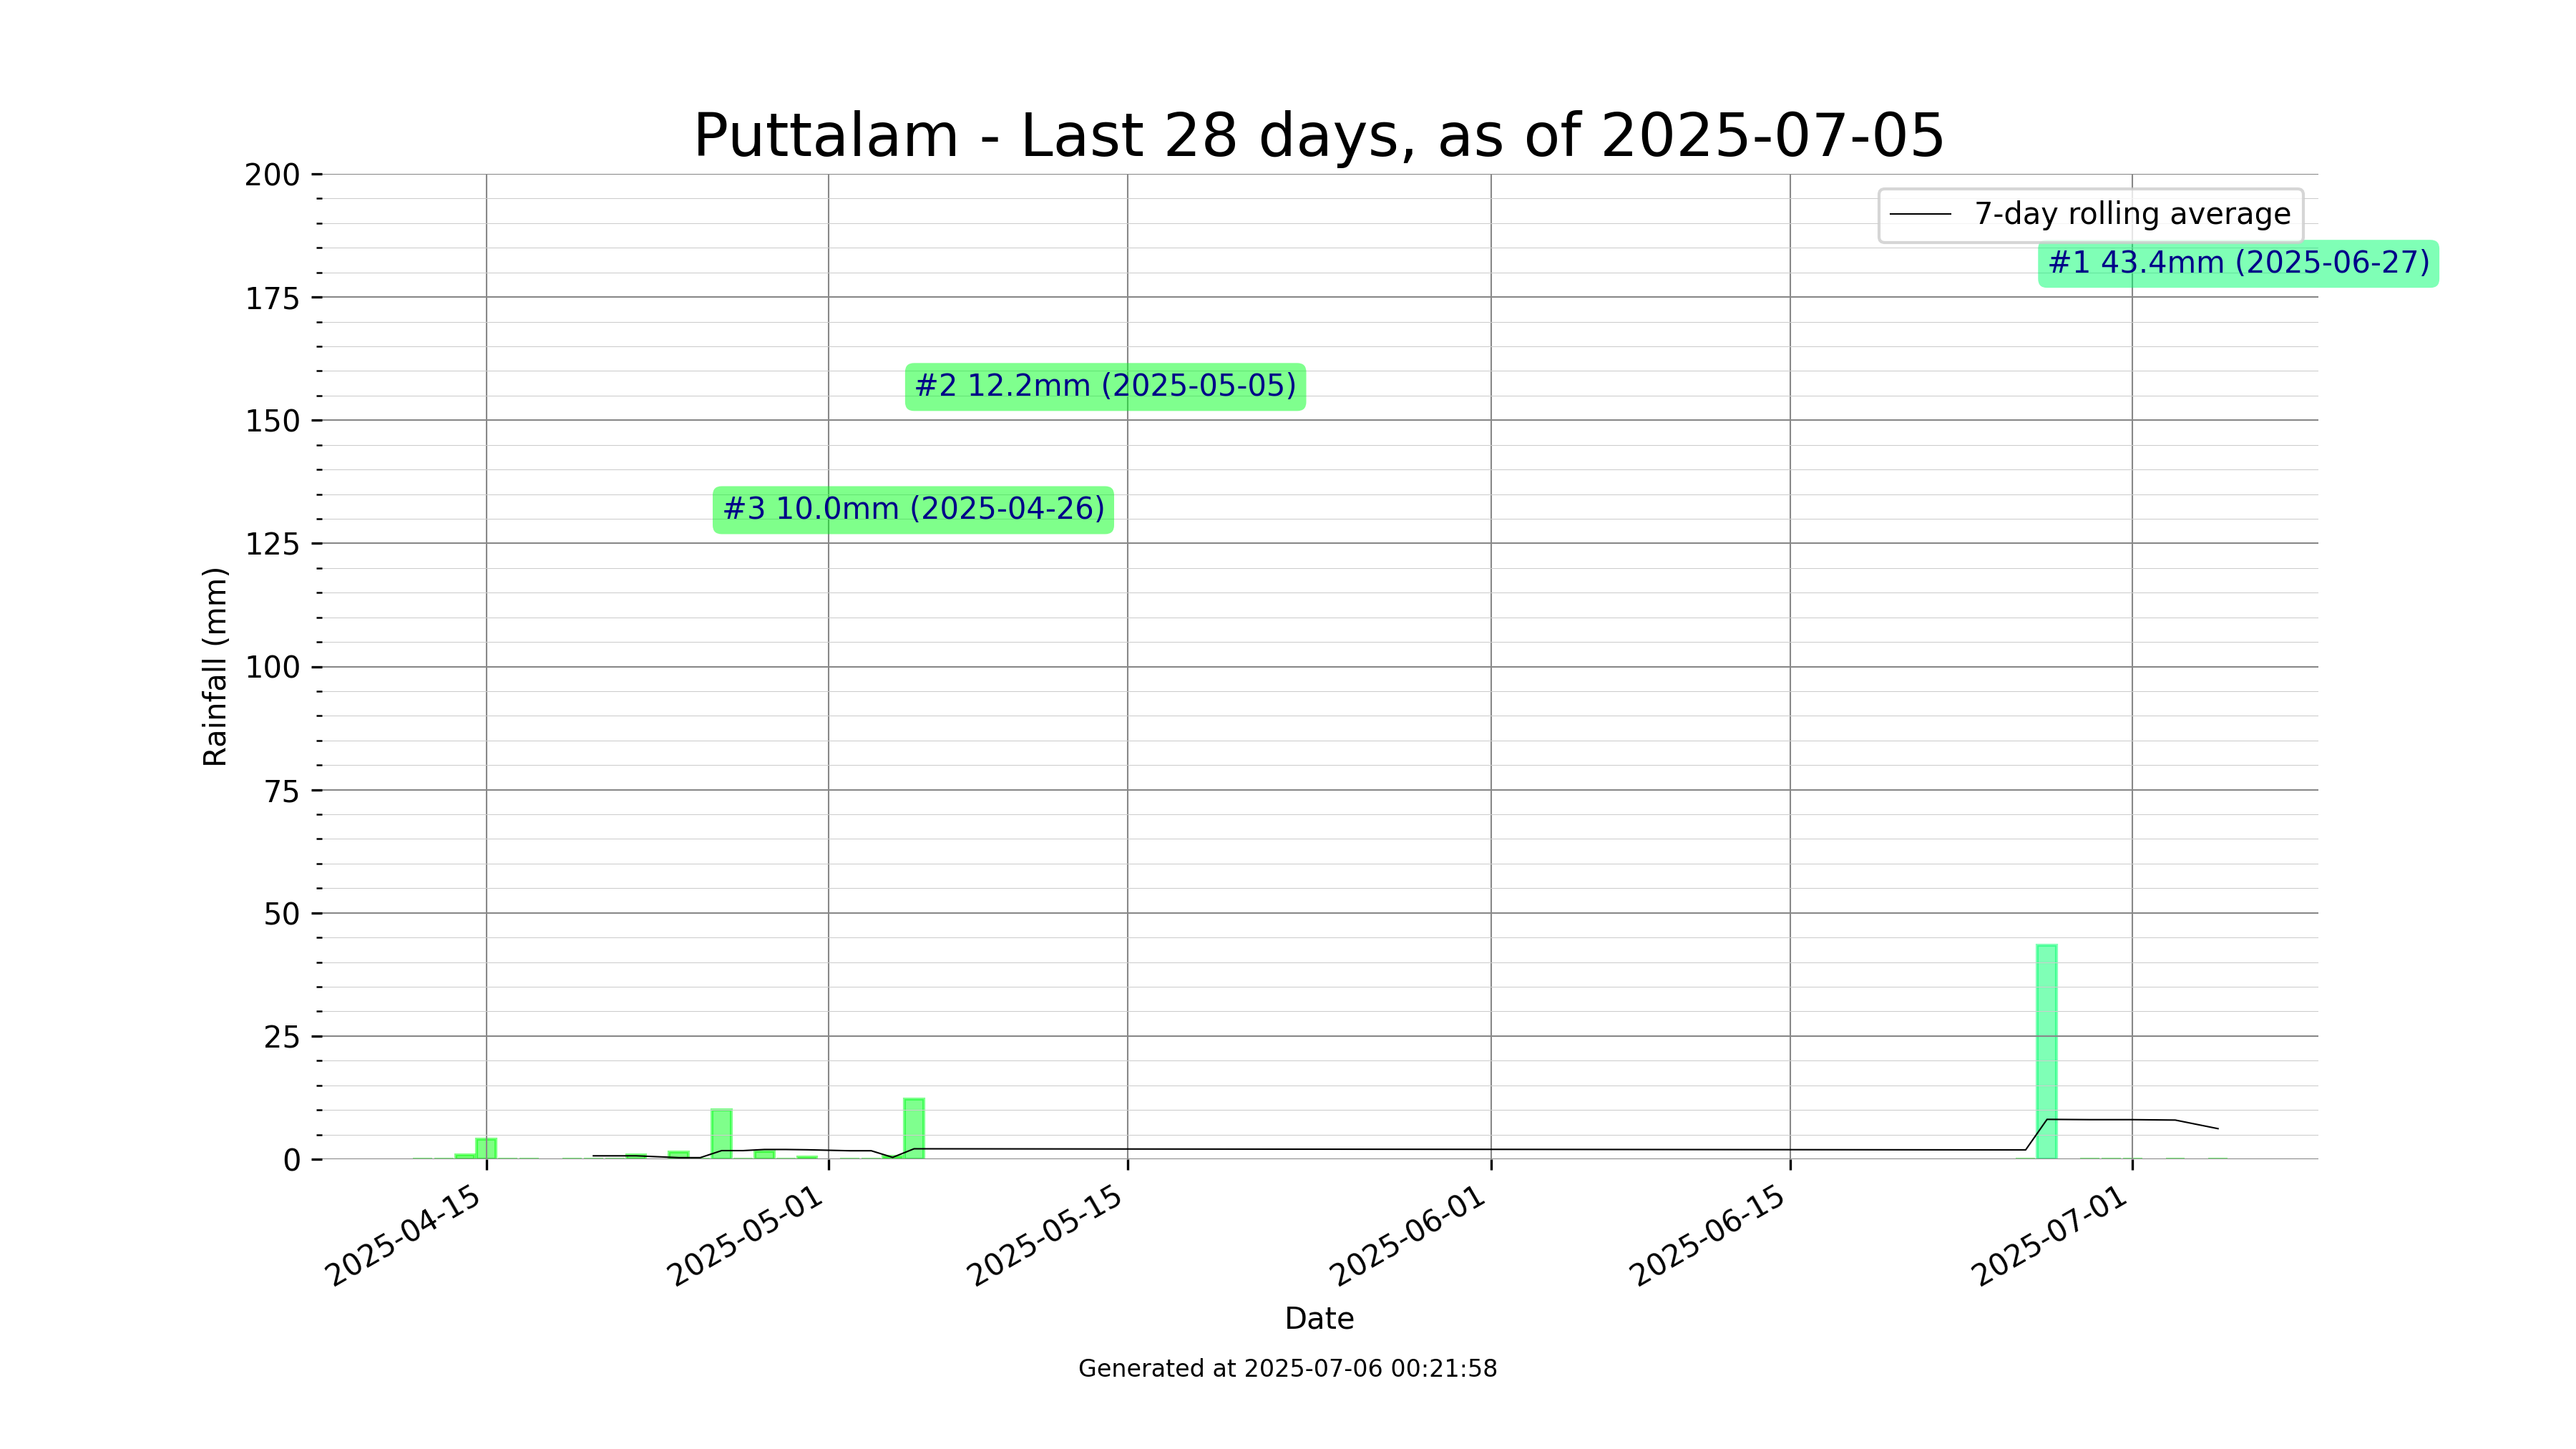 Puttalam - Last 28 days, as of 2025-07-05
200
175
150
125
100
75
50
25
0
Rainfall (mm)
7-day rolling average
#1 43.4mm (2025-06-27)
#2 12.2mm (2025-05-05)
#3 10.0mm (2025-04-26)
2025-04-15
2025-05-01
2025-05-15
2025-06-01
2025-06-15
2025-07-01
Date
Generated at 2025-07-06 00:21:58